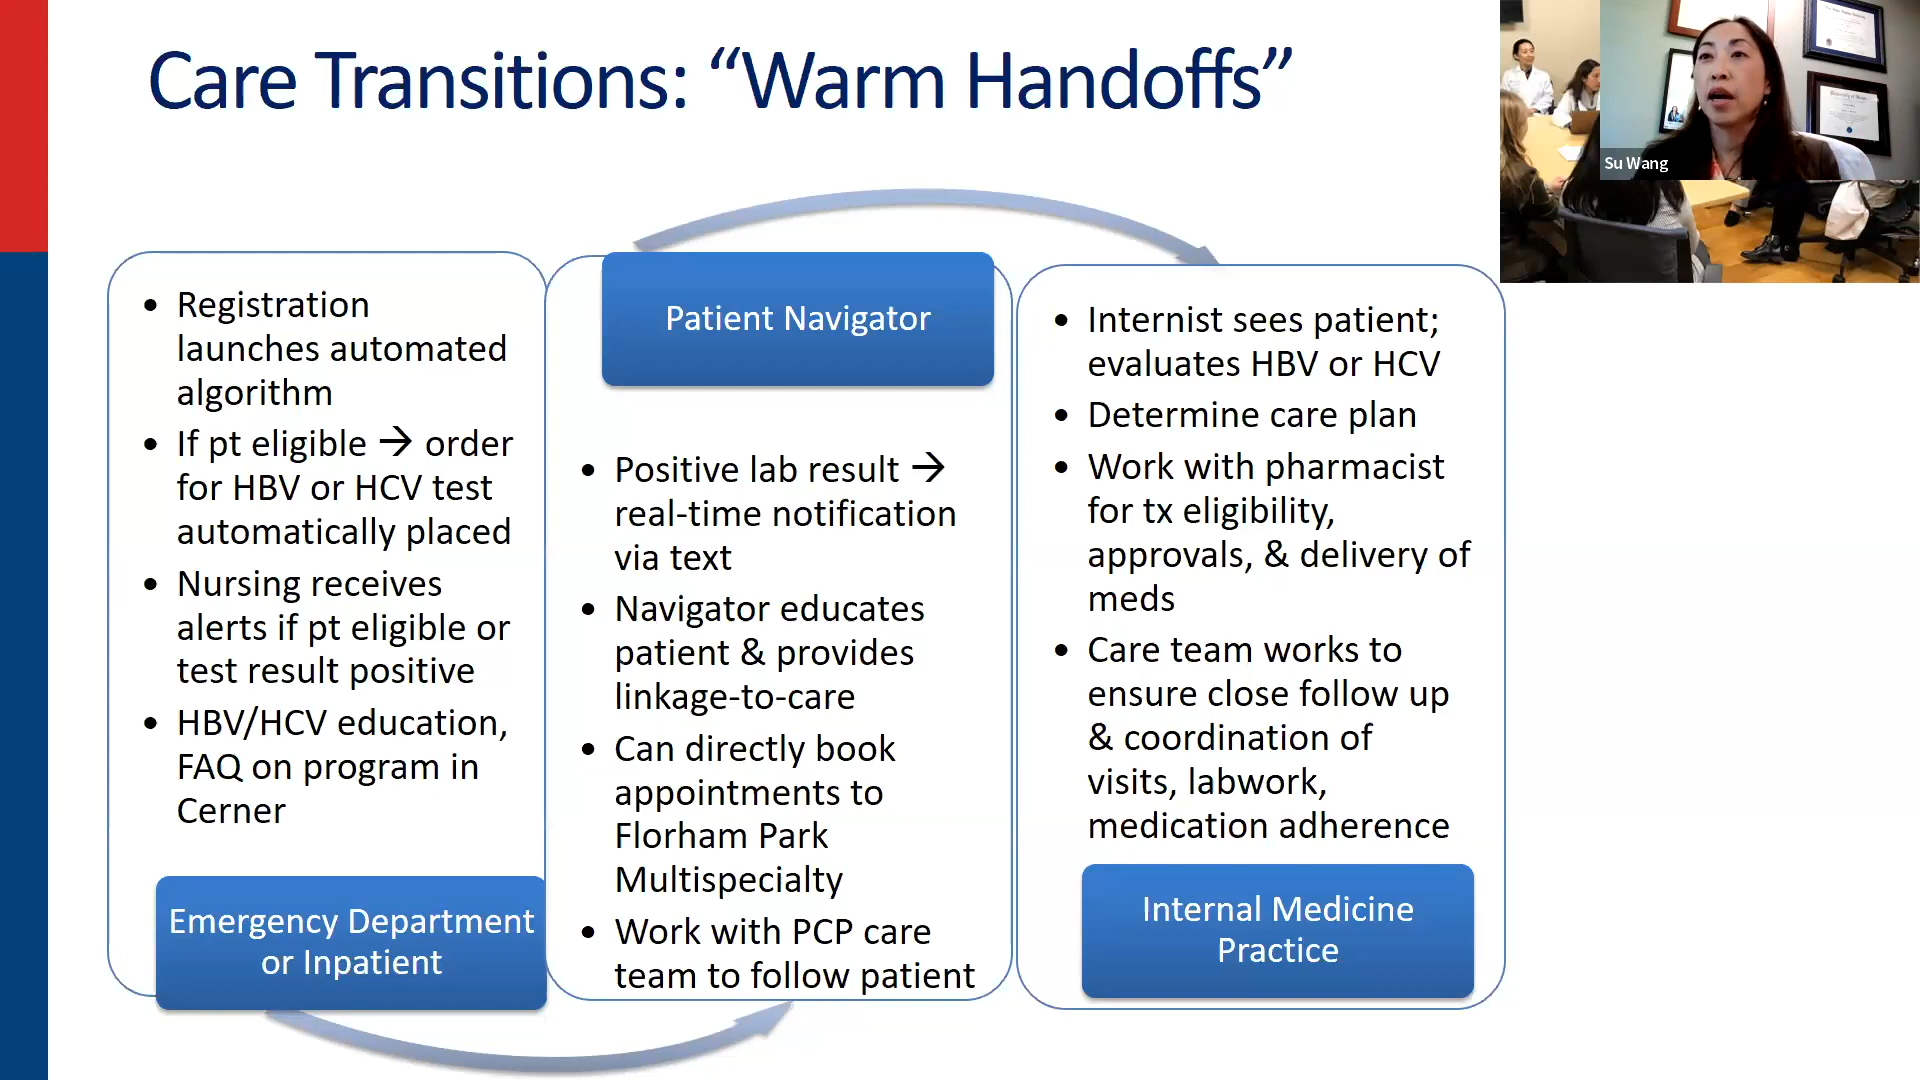 Care Transitions: “Warm Handoffs”
Su Wang
• Registration
launches automated
algorithm
• If pt eligible → order
for HBV or HCV test
automatically placed
• Nursing receives
alerts if pt eligible or
test result positive
• HBV/HCV education,
FAQ on program in
Cerner
Emergency Department
or Inpatient
Patient Navigator
• Positive lab result →
real-time notification
via text
• Navigator educates
patient & provides
linkage-to-care
• Can directly book
appointments to
Florham Park
Multispecialty
• Work with PCP care
team to follow patient
• Internist sees patient;
evaluates HBV or HCV
• Determine care plan
• Work with pharmacist
for tx eligibility,
approvals, & delivery of
meds
• Care team works to
ensure close follow up
& coordination of
visits, labwork,
medication adherence
Internal Medicine
Practice